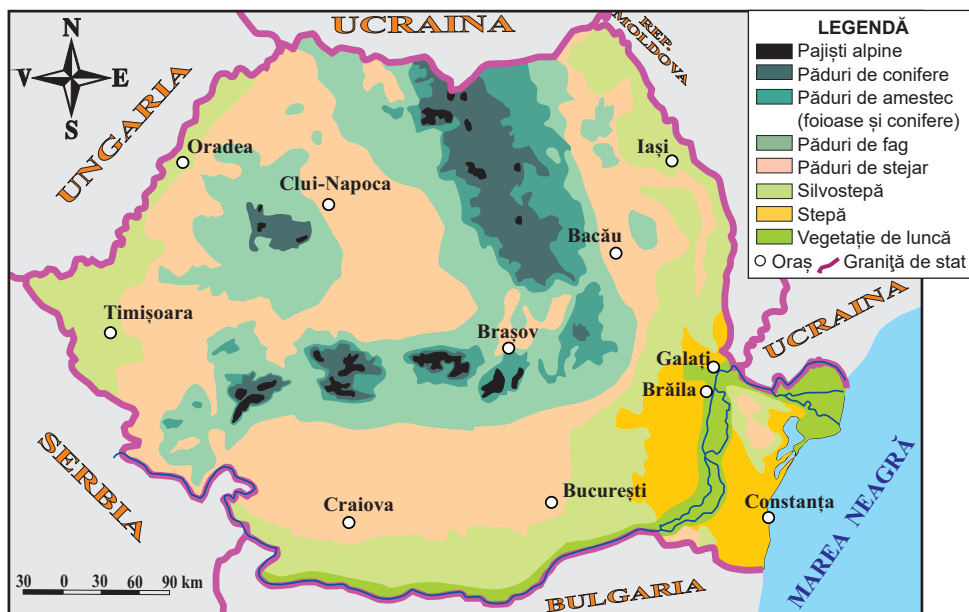 N
V
E
S
UCRAINA
REP.
MOLDOVA
UNGARIA
LEGENDĂ
Pajiști alpine
Păduri de conifere
Păduri de amestec
(foioase și conifere)
Păduri de fag
Păduri de stejar
Silvostepă
Stepă
Vegetație de luncă
Oraș
Graniţă de stat
Oradea
Iași
Clui-Napoca
Bacău
Timișoara
Brașov
UCRAINA
Galați
Brăila
SERBIA
București
Craiova
Constanța
MAREA NEAGRĂ
BULGARIA
30 0 30 60 90 km